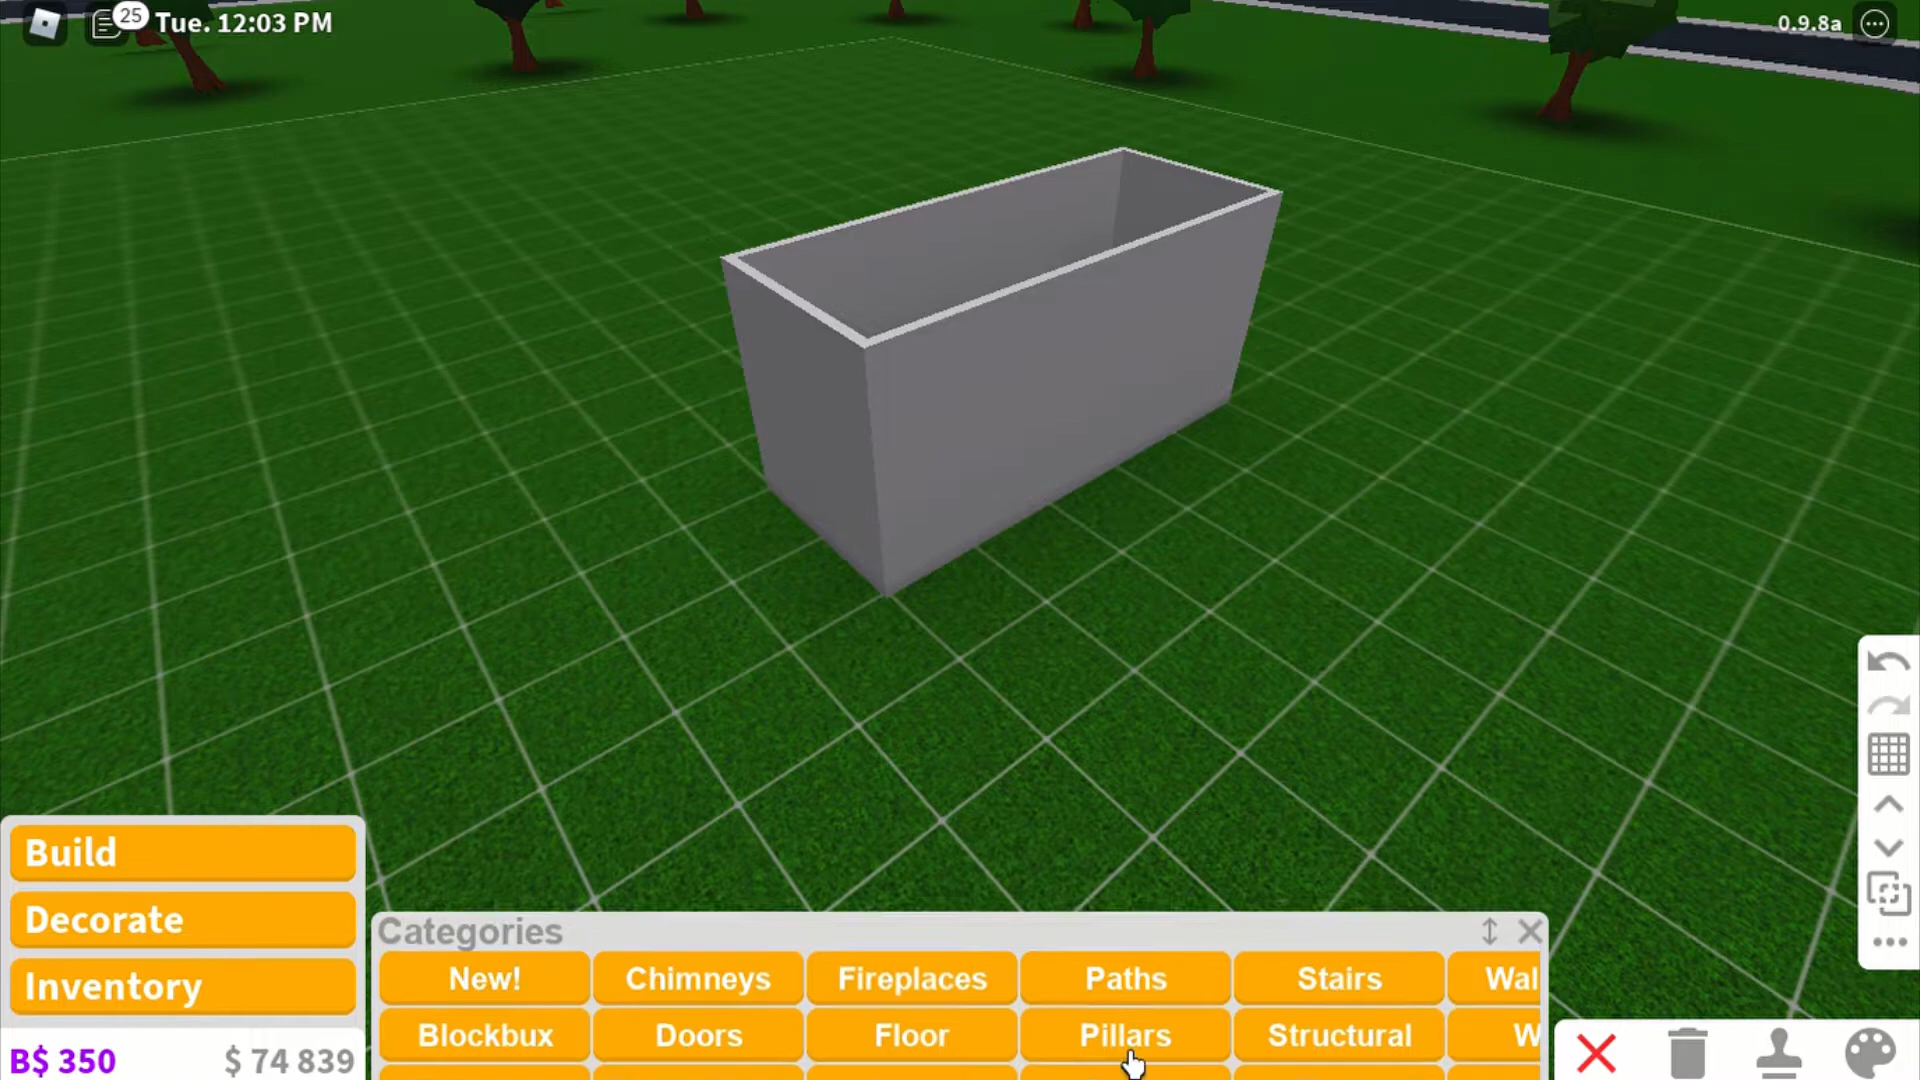 25 Tue. 12:03 PM
0.9.8a
Build
Decorate
Inventory
B$ 350 $ 74 839
Categories
New! Chimneys Fireplaces Paths Stairs Wal
Blockbux Doors Floor Pillars Structural W